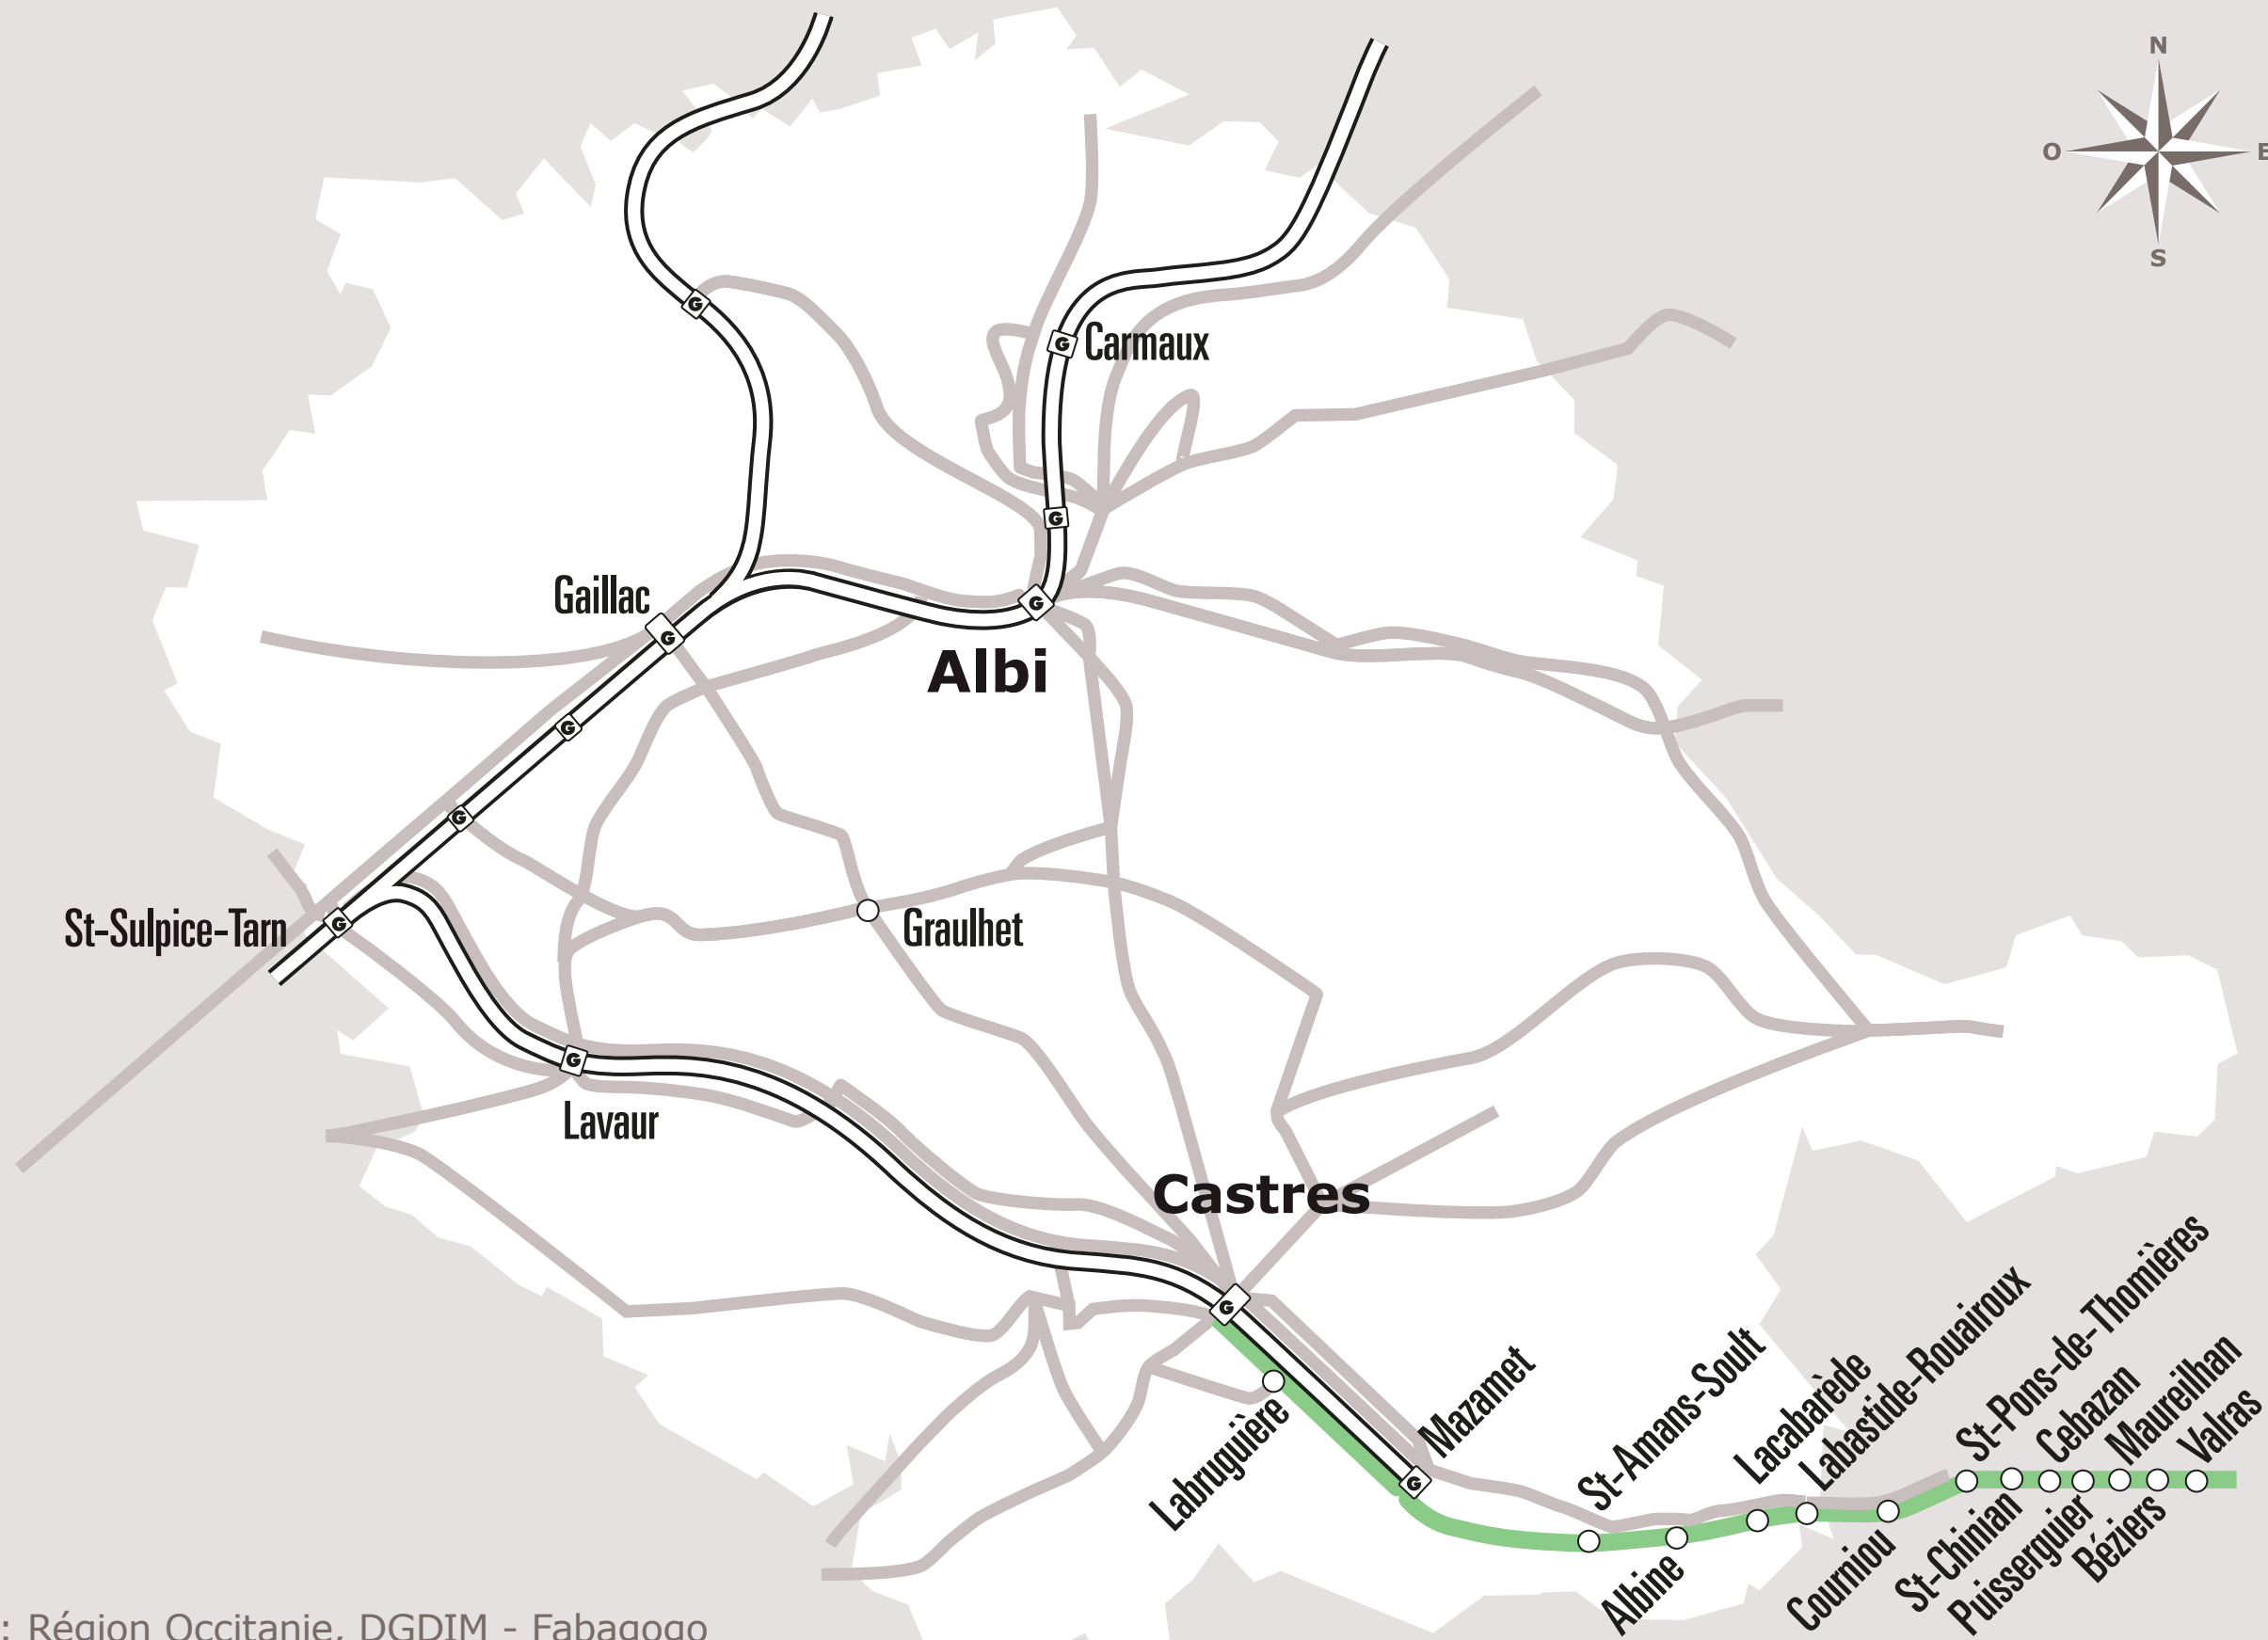 N
O
E
S
Carmaux
Gaillac
Albi
St-Sulpice-Tarn
Graulhet
Lavaur
Castres
Labruguière
Mazamet
St-Amans-Soult
Albine
Lacabarède
Labastide-Rouairoux
Courniou
St-Pons-de-Thomières
St-Chinian
Cebazan
Puisserguier
Maureilhan
Béziers
Valras
G
G
G
G
G
G
G
G
G
G
G
: Région Occitanie, DGDIM - Fabagogo